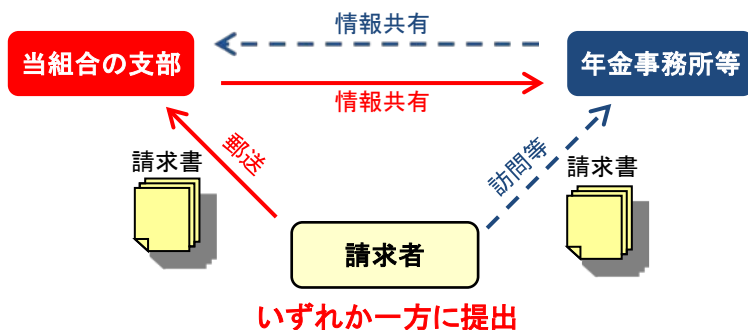 情報共有
当組合の支部
年金事務所等
情報共有
請求書
郵送
訪問等
請求書
請求者
いずれか一方に提出